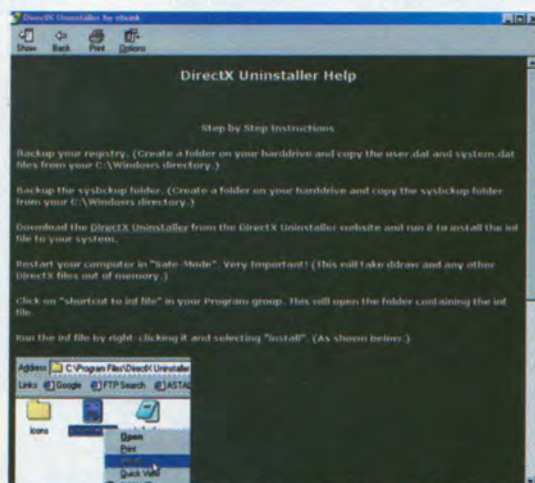 DirectX Uninstaller by ebonk
Show Back Print Options
DirectX Uninstaller Help
Step by Step Instructions
Backup your registry. (Create a folder on your harddrive and copy the user.dat and system.dat
files from your C:\Windows directory.)
Backup the sysbckup folder. (Create a folder on your harddrive and copy the sysbckup folder
from your C:\Windows directory.)
Download the DirectX Uninstaller from the DirectX Uninstaller website and run it to install the inf
file to your system.
Restart your computer in "Safe-Mode". Very Important! (This will take ddraw and any other
DirectX files out of memory.)
Click on "shortcut to inf file" in your Program group. This will open the folder containing the inf
file.
Run the inf file by right-clicking it and selecting "install". (As shown below:)
Address C:\Program Files\DirectX Uninstaller
Links Google FTP Search
Icons
Open
Print
Quick View